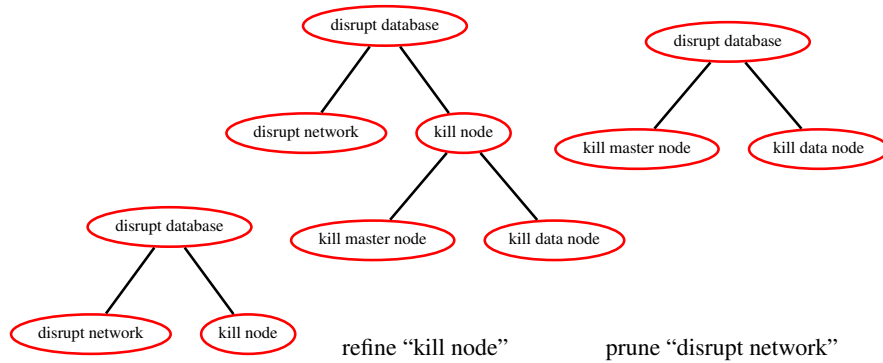 disrupt database
disrupt network
kill node
kill master node
kill data node
disrupt database
kill master node
kill data node
disrupt database
disrupt network
kill node
refine “kill node”
prune “disrupt network”